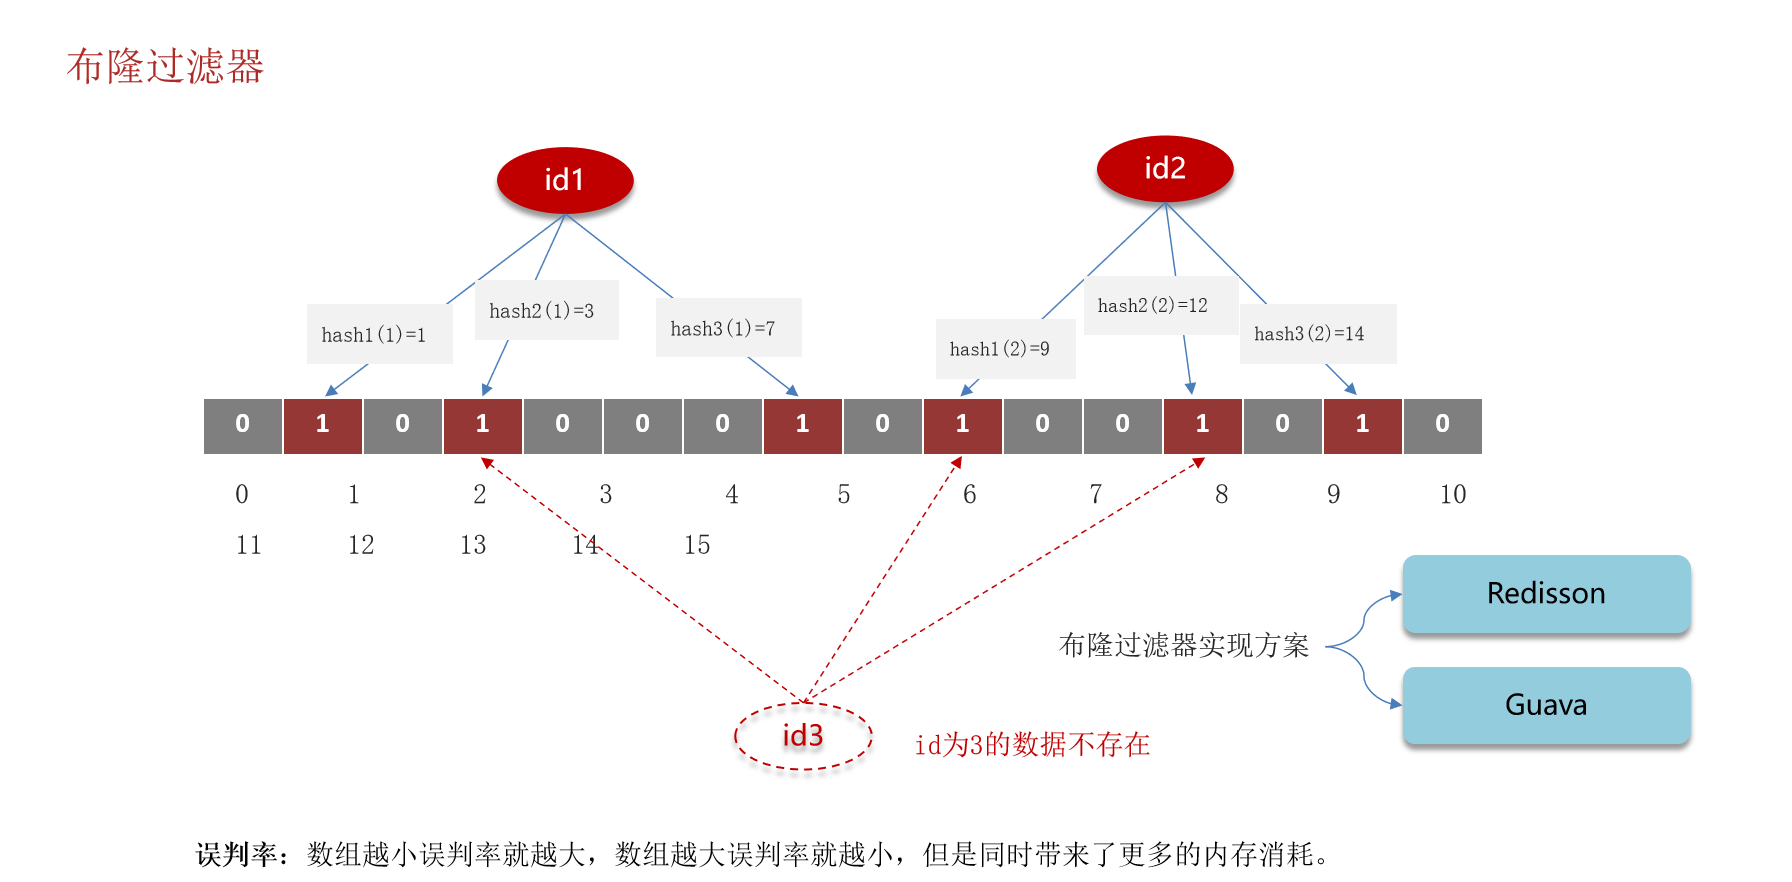 布隆过滤器
id1
id2
hash1(1)=1
hash2(1)=3
hash3(1)=7
hash1(2)=9
hash2(2)=12
hash3(2)=14
0 1 0 1 0 0 0 1 0 1 0 0 1 0 1 0
0 1 2 3 4 5 6 7 8 9 10
11 12 13 14 15
Redisson
布隆过滤器实现方案
Guava
id3
id为3的数据不存在
误判率：数组越小误判率就越大，数组越大误判率就越小，但是同时带来了更多的内存消耗。